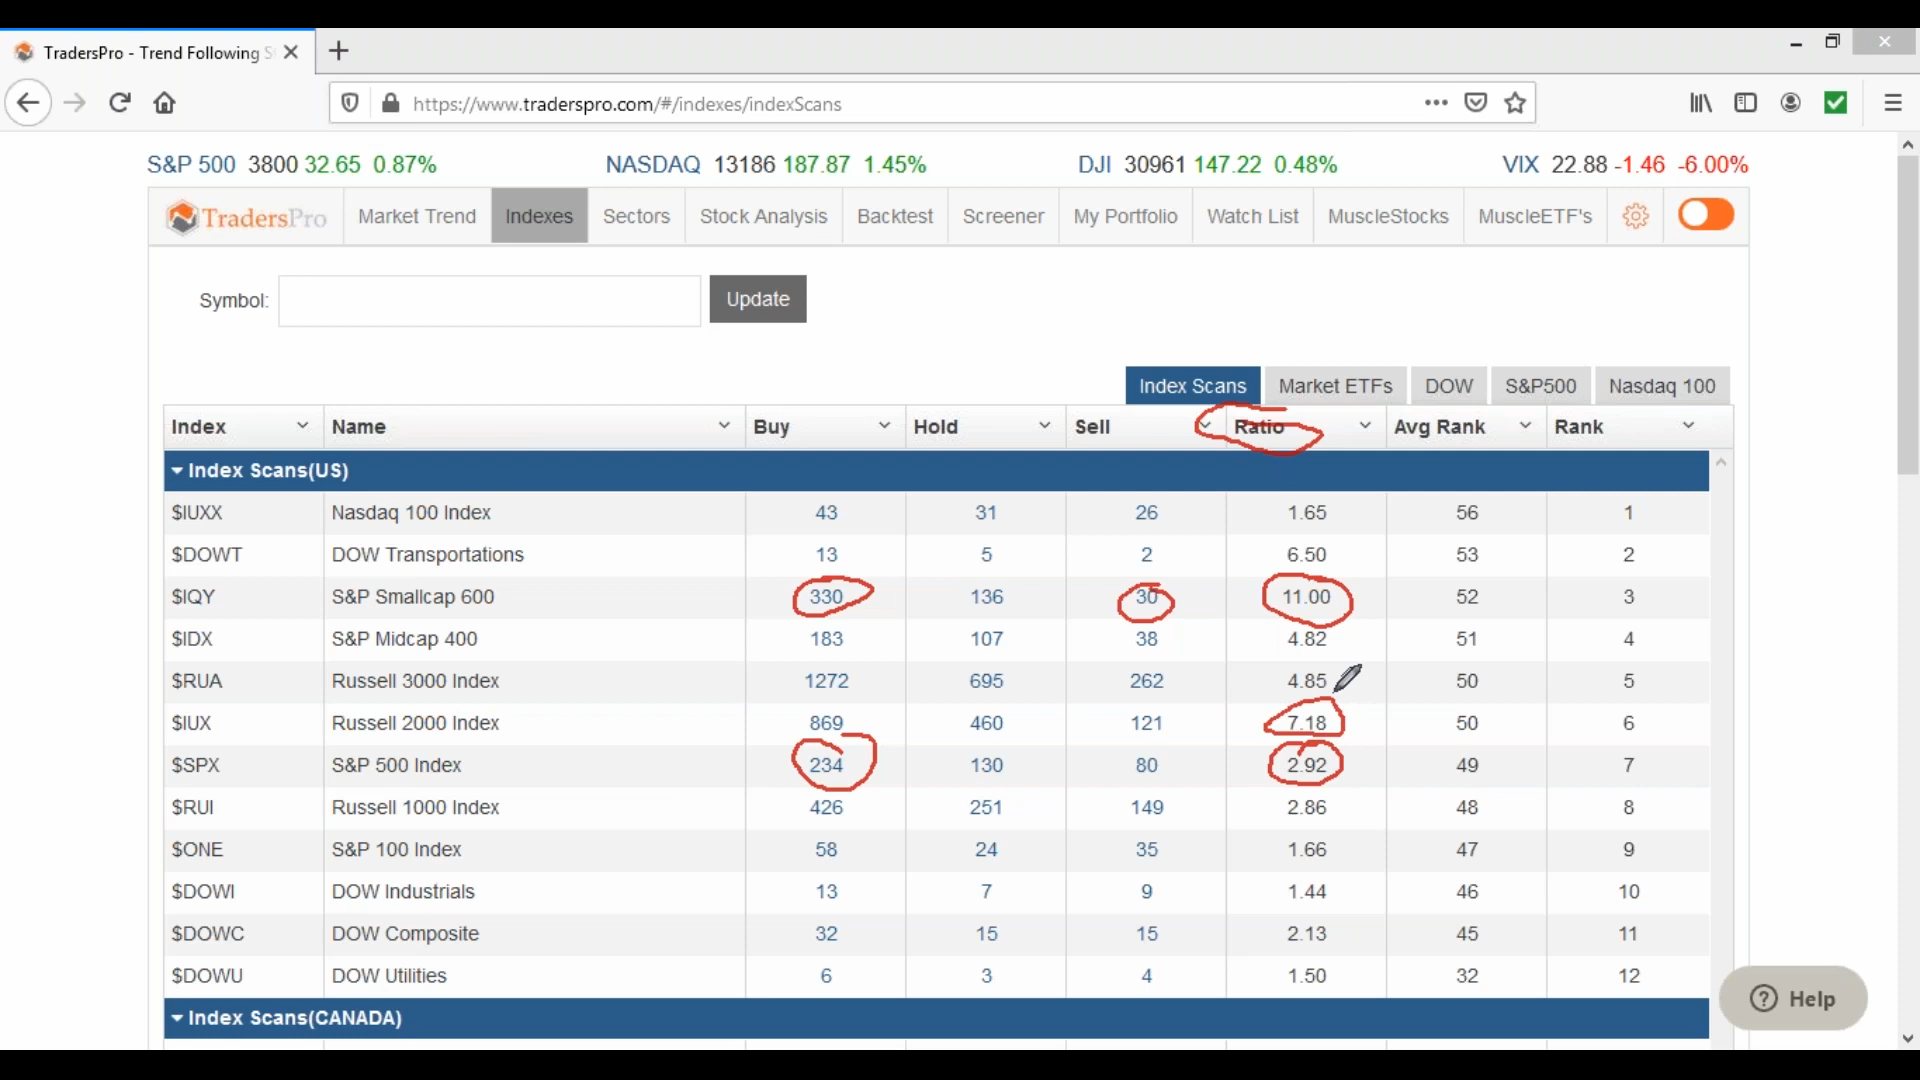 TradersPro - Trend Following S
https://www.traderspro.com/#/indexes/indexScans
S&P 500 3800 32.65 0.87% NASDAQ 13186 187.87 1.45% DJI 30961 147.22 0.48% VIX 22.88 -1.46 -6.00%
TradersPro Market Trend Indexes Sectors Stock Analysis Backtest Screener My Portfolio Watch List MuscleStocks MuscleETF's
Symbol: Update
Index Scans Market ETFs DOW S&P500 Nasdaq 100
Index Name Buy Hold Sell Ratio Avg Rank Rank
Index Scans(US)
$IUXX Nasdaq 100 Index 43 31 26 1.65 56 1
$DOWT DOW Transportations 13 5 2 6.50 53 2
$IQY S&P Smallcap 600 330 136 30 11.00 52 3
$IDX S&P Midcap 400 183 107 38 4.82 51 4
$RUA Russell 3000 Index 1272 695 262 4.85 50 5
$IUX Russell 2000 Index 869 460 121 7.18 50 6
$SPX S&P 500 Index 234 130 80 2.92 49 7
$RUI Russell 1000 Index 426 251 149 2.86 48 8
$ONE S&P 100 Index 58 24 35 1.66 47 9
$DOWI DOW Industrials 13 7 9 1.44 46 10
$DOWC DOW Composite 32 15 15 2.13 45 11
$DOWU DOW Utilities 6 3 4 1.50 32 12
Index Scans(CANADA)
? Help